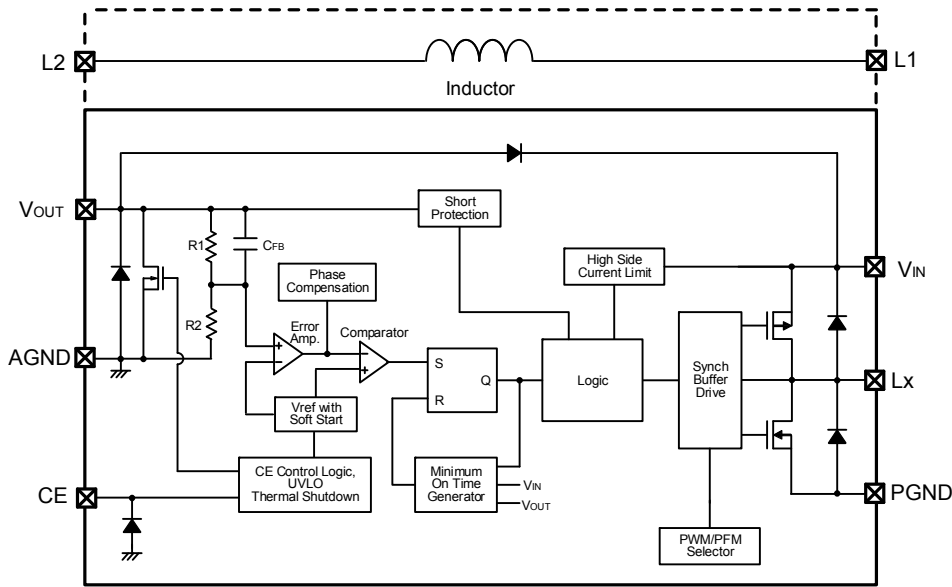 L2
L1
Inductor
VOUT
Short
Protection
R1
CFB
High Side
Current Limit
VIN
Phase
Compensation
R2
Error
Amp.
Comparator
AGND
Synch
Buffer
Drive
S
Q
R
Logic
Lx
Vref with
Soft Start
CE Control Logic,
UVLO
Thermal Shutdown
Minimum
On Time
Generator
VIN
VOUT
CE
PGND
PWM/PFM
Selector